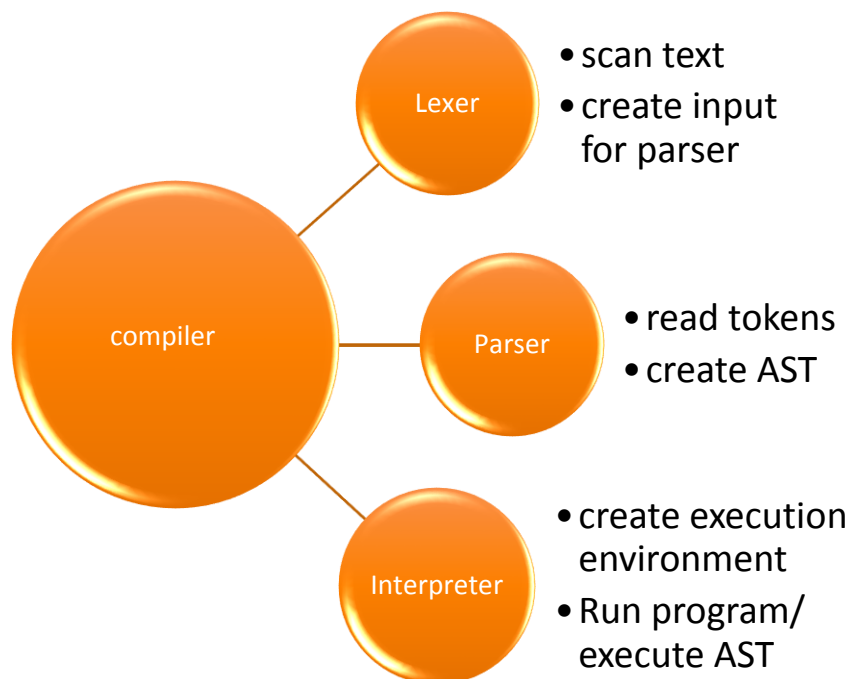 Lexer
• scan text
• create input
for parser
compiler
Parser
• read tokens
• create AST
Interpreter
• create execution
environment
• Run program/
execute AST